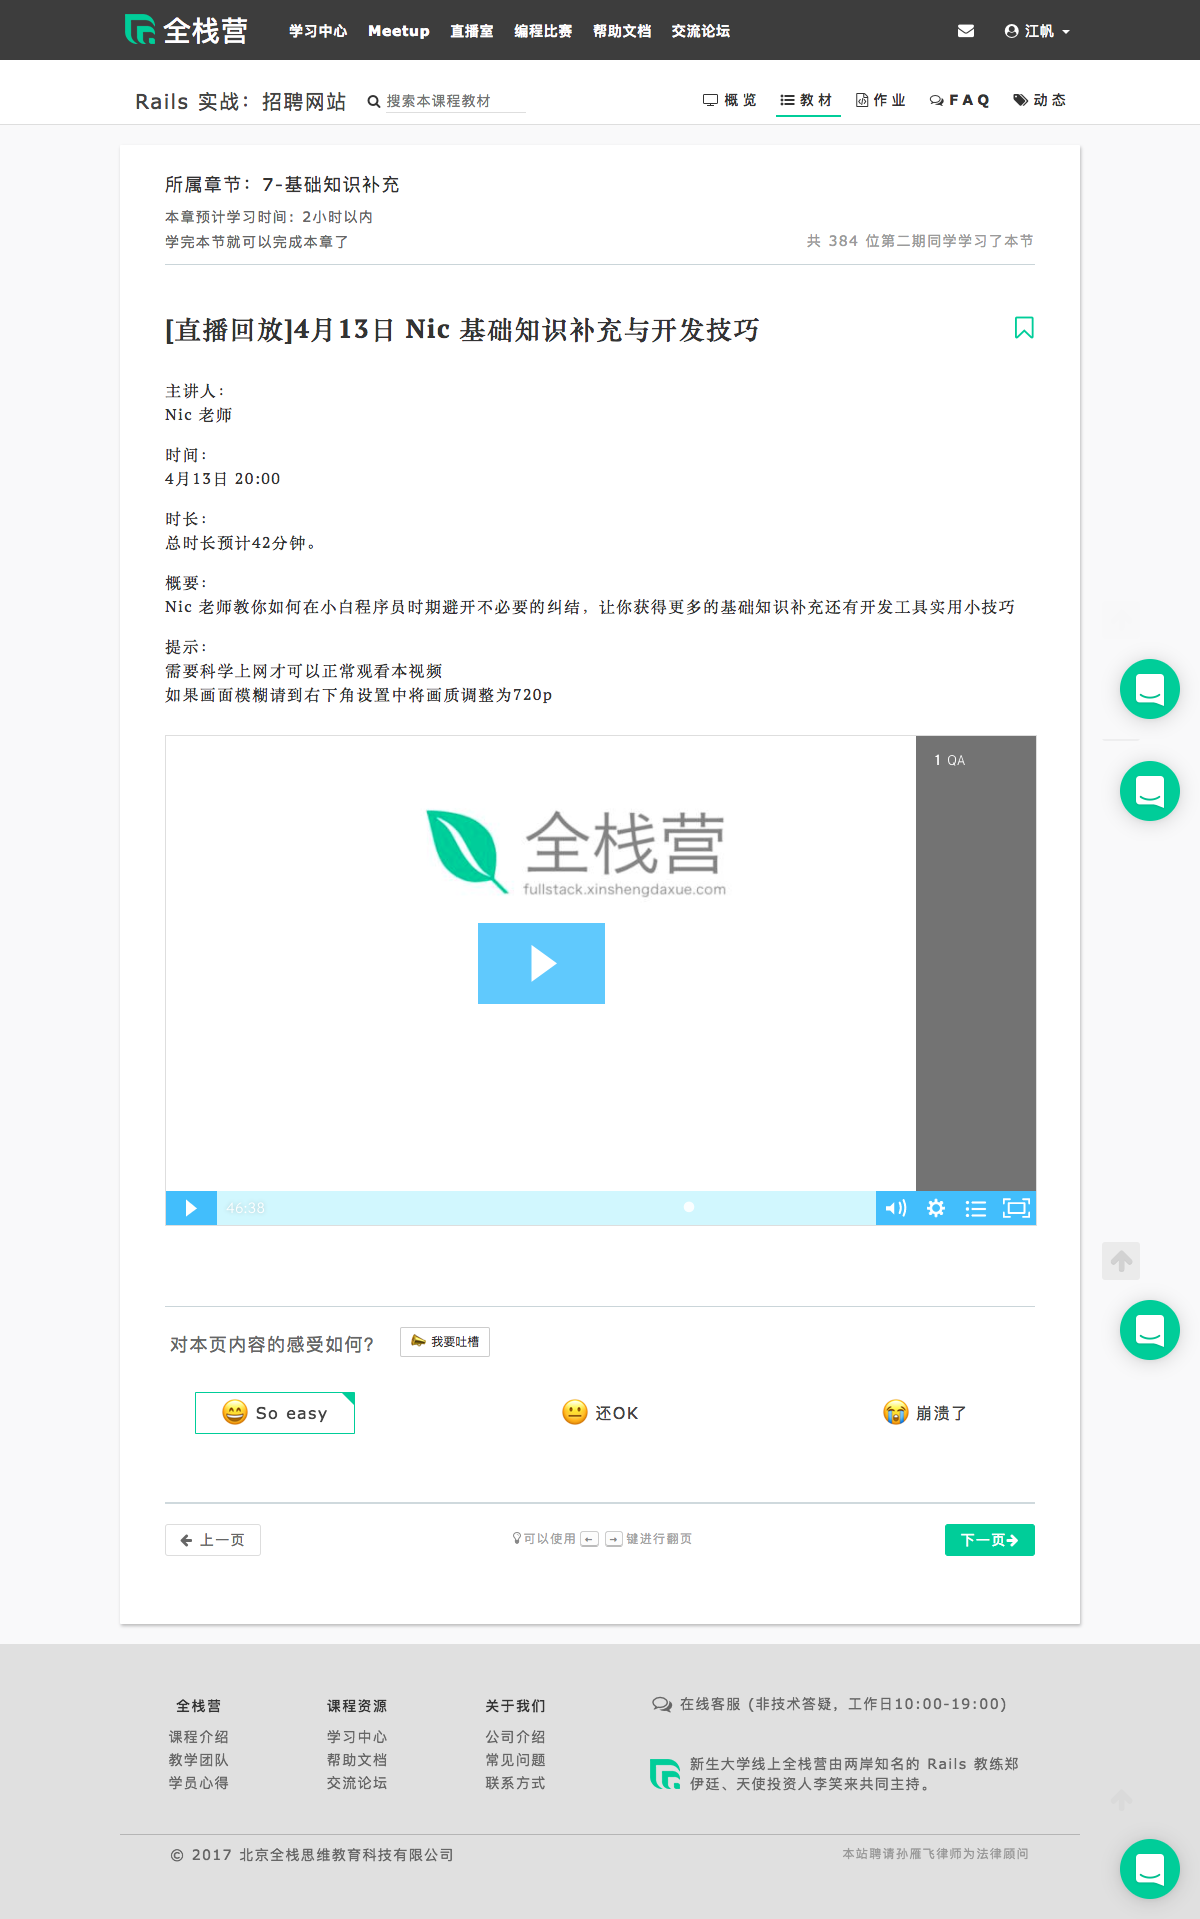 全栈营
学习中心 Meetup 直播室 编程比赛 帮助文档 交流论坛
江帆
Rails 实战：招聘网站
搜索本课程教材
概览 教材 作业 FAQ 动态
所属章节：7-基础知识补充
本章预计学习时间：2小时以内
学完本节就可以完成本章了
共 384 位第二期同学学习了本节
[直播回放]4月13日 Nic 基础知识补充与开发技巧
主讲人：
Nic 老师
时间：
4月13日 20:00
时长：
总时长预计42分钟。
概要：
Nic 老师教你如何在小白程序员时期避开不必要的纠结，让你获得更多的基础知识补充还有开发工具实用小技巧
提示：
需要科学上网才可以正常观看本视频
如果画面模糊请到右下角设置中将画质调整为720p
1 QA
全栈营
fullstack.xinshengdaxue.com
46:38
对本页内容的感受如何？
我要吐槽
So easy
还OK
崩溃了
上一页
可以使用 ← → 键进行翻页
下一页
全栈营
课程介绍
教学团队
学员心得
课程资源
学习中心
帮助文档
交流论坛
关于我们
公司介绍
常见问题
联系方式
在线客服 (非技术答疑，工作日10:00-19:00)
新生大学线上全栈营由两岸知名的 Rails 教练郑
伊廷、天使投资人李笑来共同主持。
© 2017 北京全栈思维教育科技有限公司
本站聘请孙雁飞律师为法律顾问